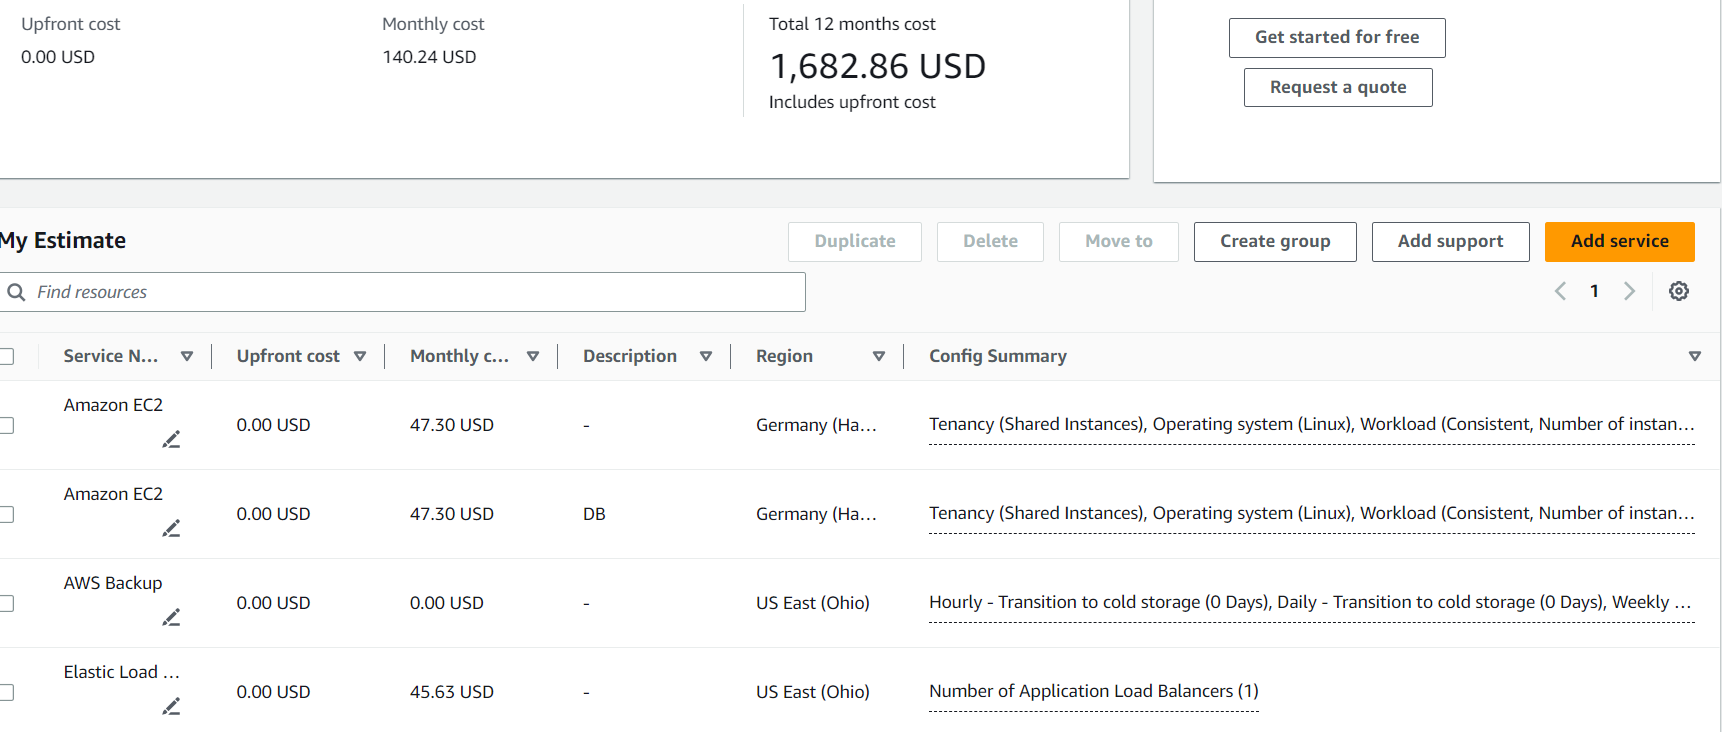 Upfront cost
0.00 USD
Monthly cost
140.24 USD
Total 12 months cost
1,682.86 USD
Includes upfront cost
Get started for free
Request a quote
My Estimate
Duplicate
Delete
Move to
Create group
Add support
Add service
Find resources
1
Service N... Upfront cost Monthly c... Description Region Config Summary
Amazon EC2
0.00 USD 47.30 USD - Germany (Ha... Tenancy (Shared Instances), Operating system (Linux), Workload (Consistent, Number of instan...
Amazon EC2
0.00 USD 47.30 USD DB Germany (Ha... Tenancy (Shared Instances), Operating system (Linux), Workload (Consistent, Number of instan...
AWS Backup
0.00 USD 0.00 USD - US East (Ohio) Hourly - Transition to cold storage (0 Days), Daily - Transition to cold storage (0 Days), Weekly ...
Elastic Load ...
0.00 USD 45.63 USD - US East (Ohio) Number of Application Load Balancers (1)